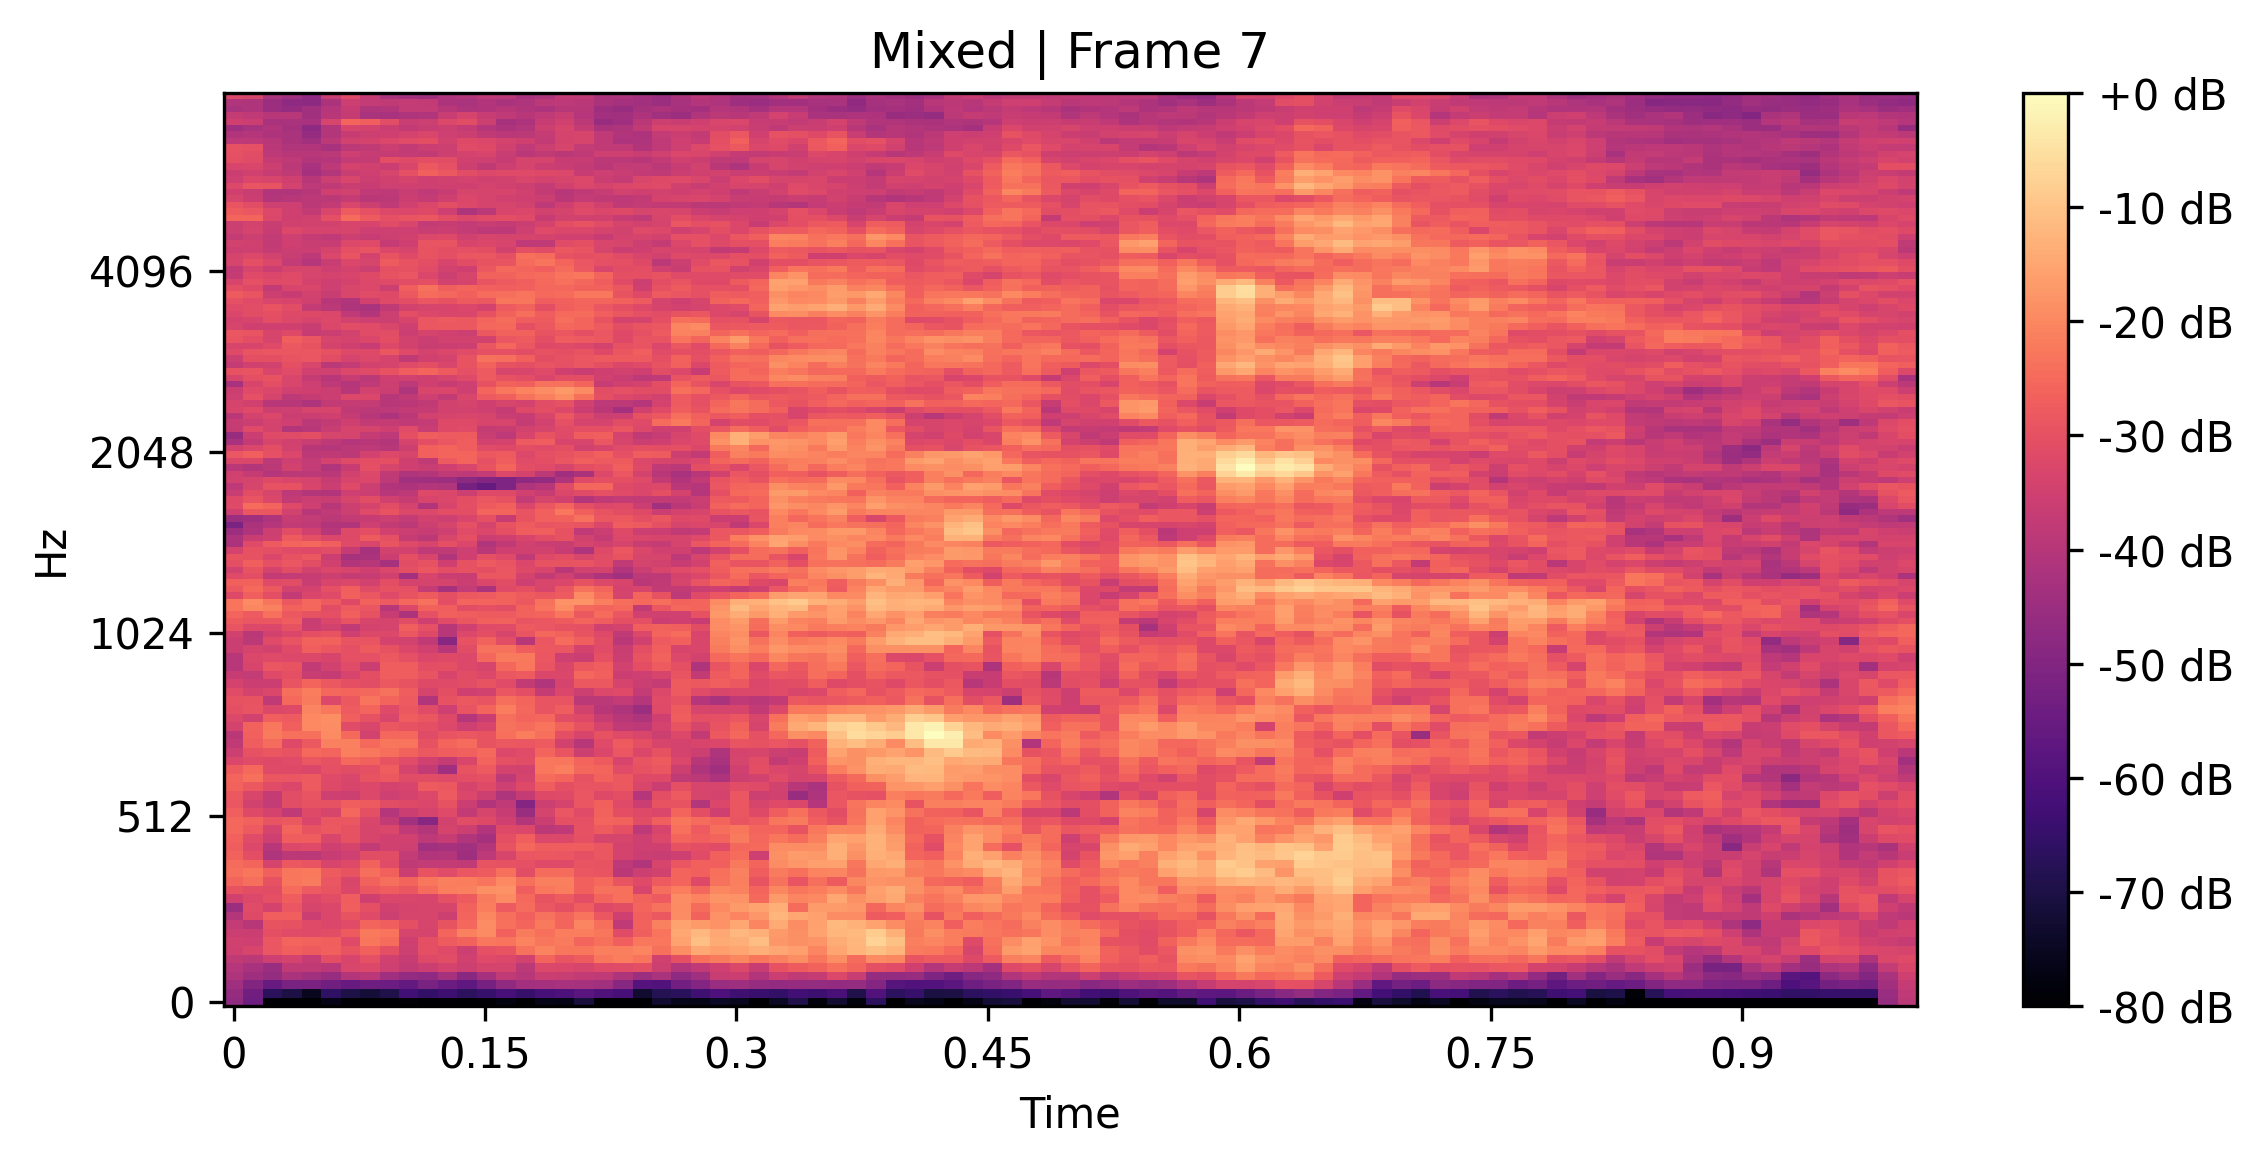 Mixed | Frame 7
Hz
4096
2048
1024
512
0
0 0.15 0.3 0.45 0.6 0.75 0.9
Time
+0 dB
-10 dB
-20 dB
-30 dB
-40 dB
-50 dB
-60 dB
-70 dB
-80 dB